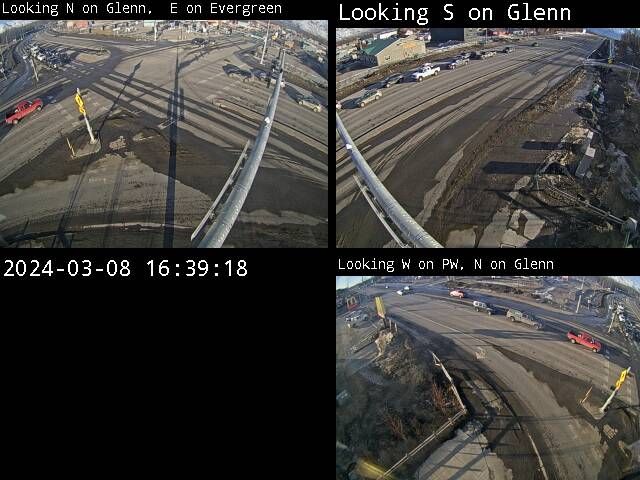 Looking N on Glenn, E on Evergreen
Looking S on Glenn
2024-03-08 16:39:18
Looking W on PW, N on Glenn